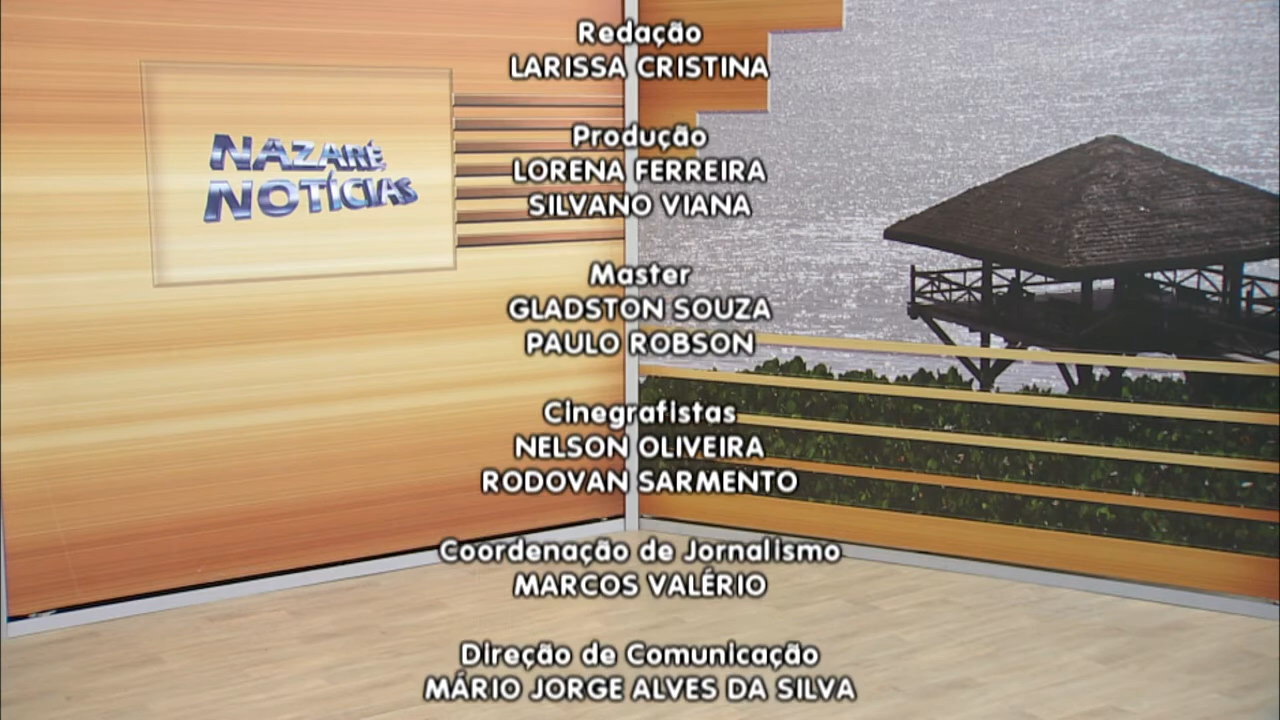 NAZARÉ
NOTÍCIAS
Redação
LARISSA CRISTINA
Produção
LORENA FERREIRA
SILVANO VIANA
Master
GLADSTON SOUZA
PAULO ROBSON
Cinegrafistas
NELSON OLIVEIRA
RODOVAN SARMENTO
Coordenação de Jornalismo
MARCOS VALÉRIO
Direção de Comunicação
MÁRIO JORGE ALVES DA SILVA